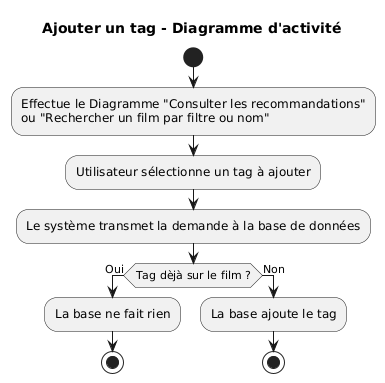 Ajouter un tag - Diagramme d'activité
Effectue le Diagramme "Consulter les recommandations"
ou "Rechercher un film par filtre ou nom"
Utilisateur sélectionne un tag à ajouter
Le système transmet la demande à la base de données
Oui
Tag dèjà sur le film ?
Non
La base ne fait rien
La base ajoute le tag